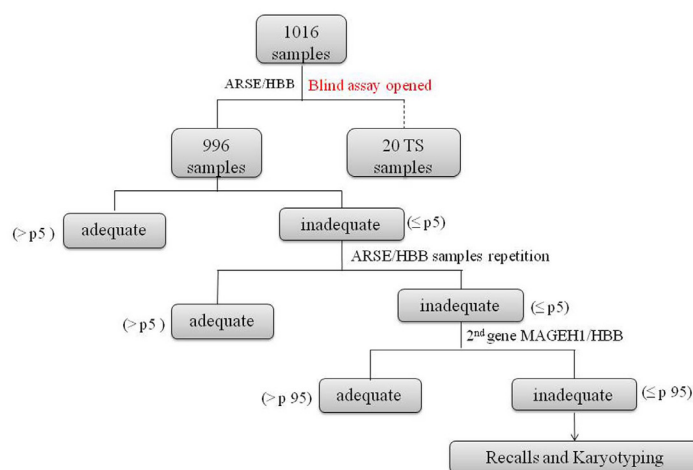 1016
samples
ARSE/HBB Blind assay opened
996
samples
20 TS
samples
(> p5 ) adequate inadequate (≤ p5)
ARSE/HBB samples repetition
(> p5 ) adequate inadequate (≤ p5)
2nd gene MAGEH1/HBB
(> p 95) adequate inadequate (≤ p 95)
Recalls and Karyotyping